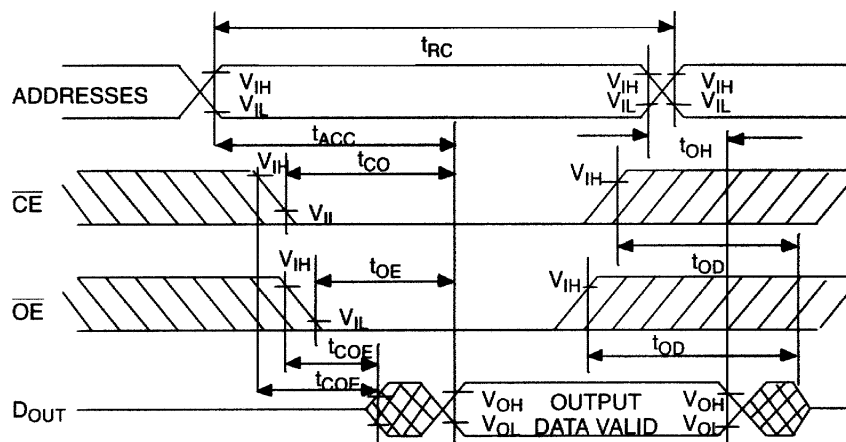 tRC
ADDRESSES
VIH
VIL
VIH
VIL
VIH
VIL
tACC
tOH
tCO
CE
VIH
VIL
VIH
tOD
OE
VIH
VIL
tOE
VIH
tOD
tCOE
tCOE
DOUT
VOH
VOL
OUTPUT
DATA VALID
VOH
VOL